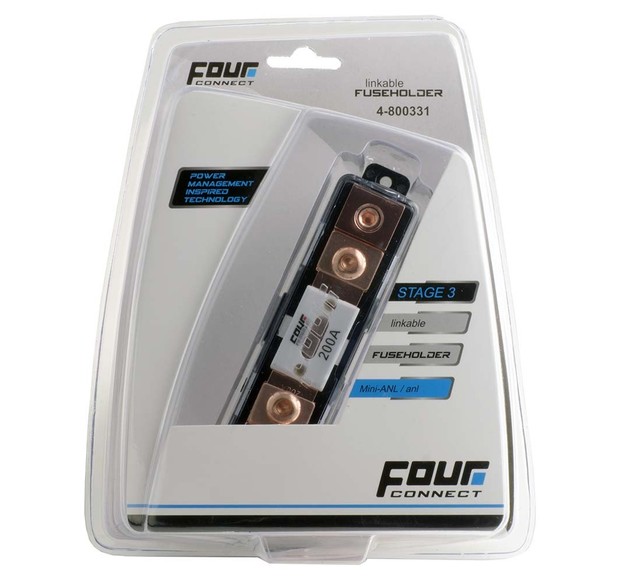 FOUR
CONNECT
linkable
FUSEHOLDER
4-800331
POWER
MANAGEMENT
INSPIRED
TECHNOLOGY
STAGE 3
linkable
FUSEHOLDER
Mini-ANL / anl
FOUR
200A
FOUR
CONNECT